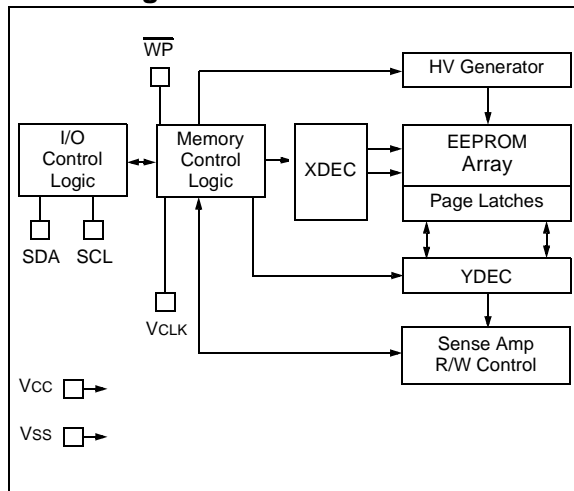 WP
HV Generator
I/O
Control
Logic
Memory
Control
Logic
XDEC
EEPROM
Array
Page Latches
SDA
SCL
YDEC
VCLK
Sense Amp
R/W Control
VCC
VSS